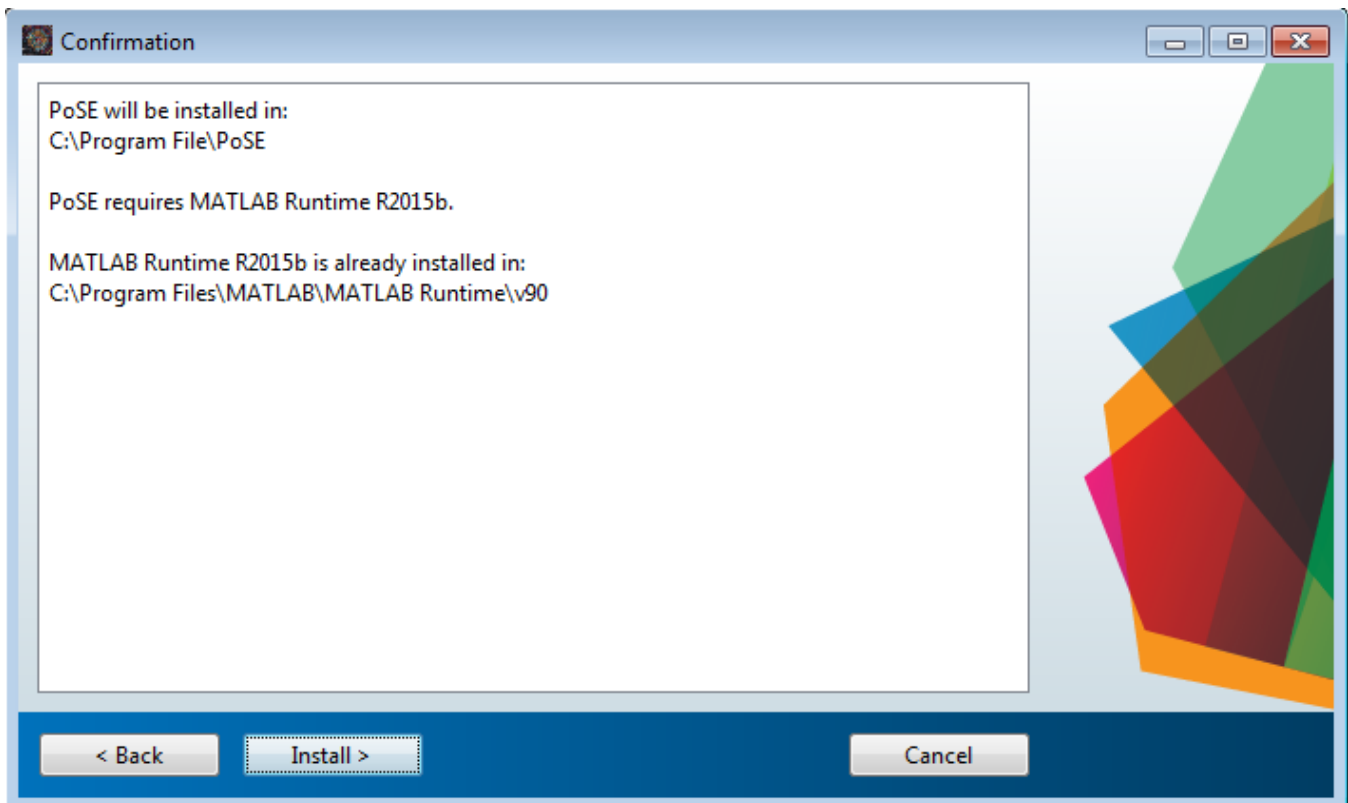 Confirmation
PoSE will be installed in:
C:\Program File\PoSE
PoSE requires MATLAB Runtime R2015b.
MATLAB Runtime R2015b is already installed in:
C:\Program Files\MATLAB\MATLAB Runtime\v90
< Back
Install >
Cancel